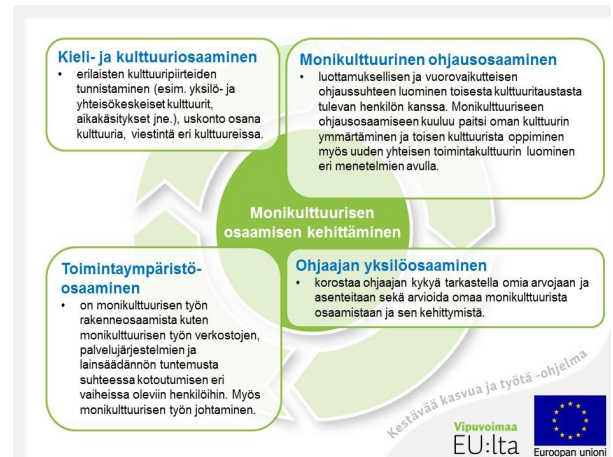 Kieli- ja kulttuuriosaaminen
• erilaisten kulttuuripiirteiden
tunnistaminen (esim. yksilö- ja
yhteisökeskeiset kulttuurit,
aikakäsitykset jne.), uskonto osana
kulttuuria, viestintä eri kulttuureissa.
Monikulttuurinen ohjausosaaminen
• luottamuksellisen ja vuorovaikutteisen
ohjaussuhteen luominen toisesta kulttuuritaustasta
tulevan henkilön kanssa. Monikulttuuriseen
ohjausosaamiseen kuuluu paitsi oman kulttuurin
ymmärtäminen ja toisen kulttuurista oppiminen
myös uuden yhteisen toimintakulttuurin luominen
eri menetelmien avulla.
Monikulttuurisen
osaamisen kehittäminen
Toimintaympäristö-
osaaminen
• on monikulttuurisen työn
rakenneosaamista kuten
monikulttuurisen työn verkostojen,
palvelujärjestelmien ja
lainsäädännön tuntemusta
suhteessa kotoutumisen eri
vaiheissa oleviin henkilöihin. Myös
monikulttuurisen työn johtaminen.
Ohjaajan yksilöosaaminen
• korostaa ohjaajan kykyä tarkastella omia arvojaan ja
asenteitaan sekä arvioida omaa monikulttuurista
osaamistaan ja sen kehittymistä.
Kestävää kasvua ja työtä -ohjelma
Vipuvoimaa
EU:lta
Euroopan unioni